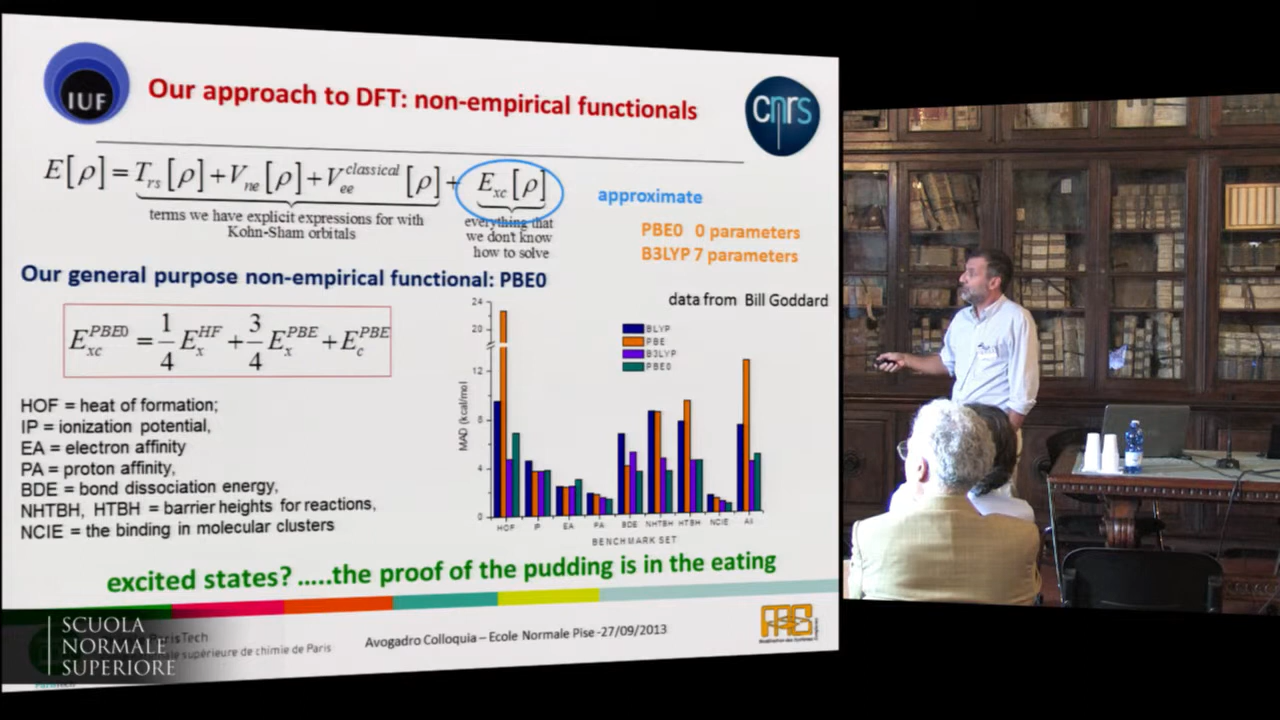 IUF
Our approach to DFT: non-empirical functionals
cnrs
E[ρ] = T_rs[ρ] + V_ne[ρ] + V_ee^classical[ρ] + E_xc[ρ]
approximate
terms we have explicit expressions for with
Kohn-Sham orbitals
everything that
we don't know
how to solve
PBE0 0 parameters
B3LYP 7 parameters
Our general purpose non-empirical functional: PBE0
data from Bill Goddard
E_xc^PBE0 = 1/4 E_x^HF + 3/4 E_x^PBE + E_c^PBE
HOF = heat of formation;
IP = ionization potential,
EA = electron affinity
PA = proton affinity,
BDE = bond dissociation energy,
NHTBH, HTBH = barrier heights for reactions,
NCIE = the binding in molecular clusters
MAD (kcal/mol)
24
20
12
8
4
0
BLYP
PBE
B3LYP
PBE0
HOF IP EA PA BDE NHTBH HTBH NCIE All
BENCHMARK SET
excited states? .....the proof of the pudding is in the eating
SCUOLA
NORMALE
SUPERIORE
ParisTech
supérieure de chimie de Paris
Avogadro Colloquia – Ecole Normale Pise -27/09/2013